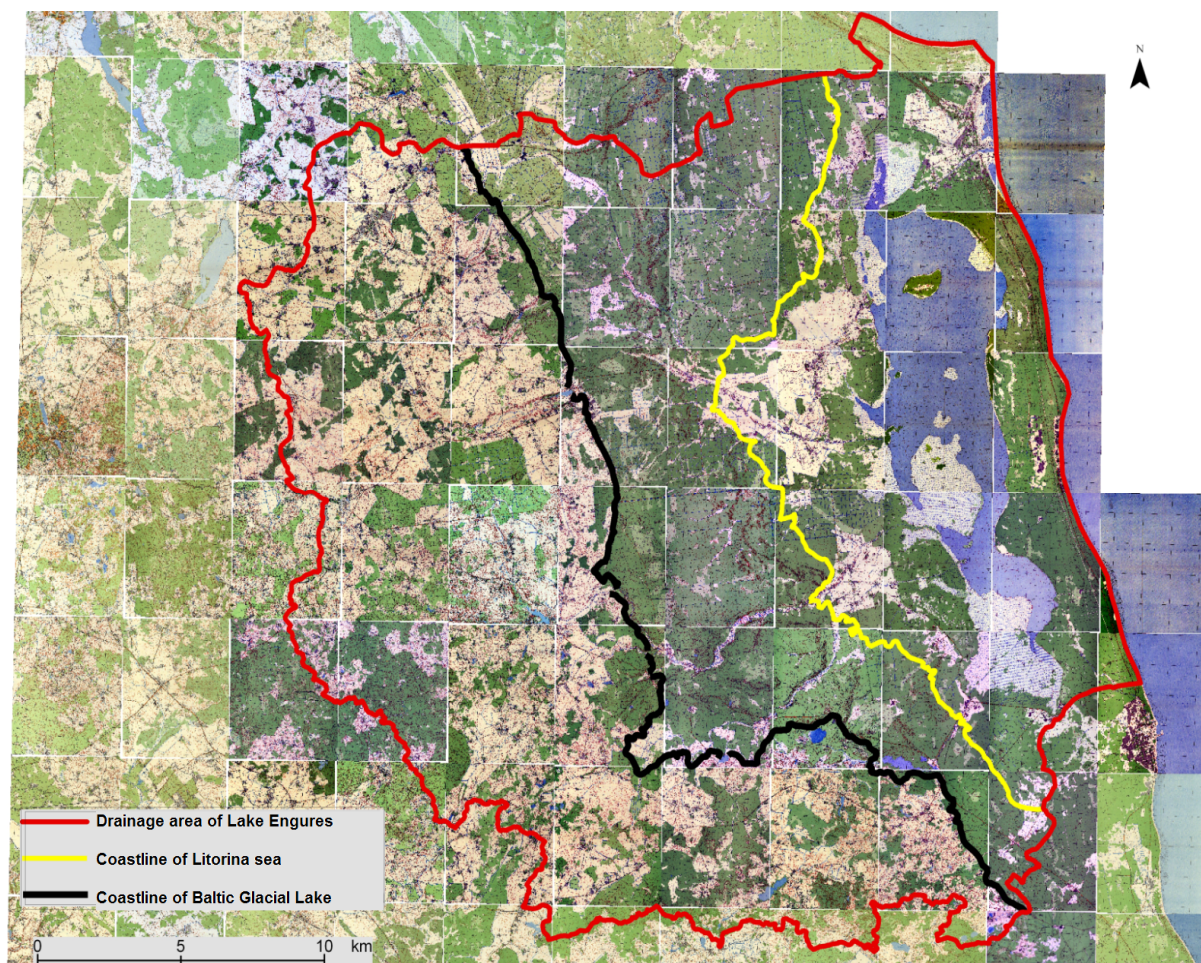 N
Drainage area of Lake Engures
Coastline of Litorina sea
Coastline of Baltic Glacial Lake
0 5 10 km